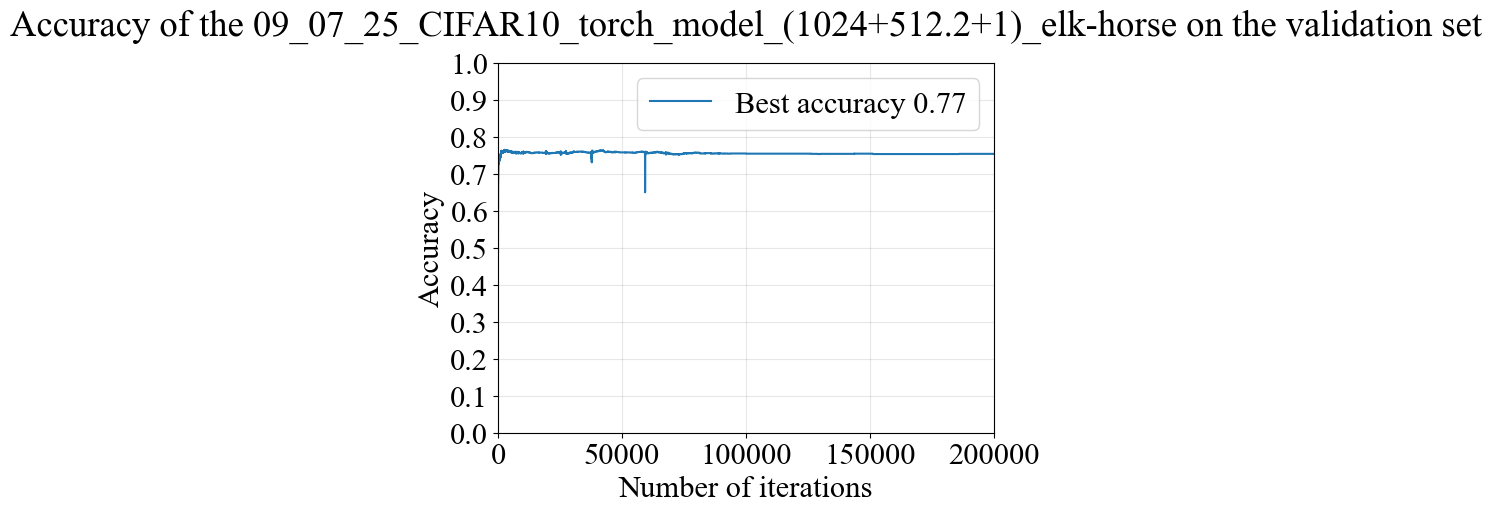 Accuracy of the 09_07_25_CIFAR10_torch_model_(1024+512.2+1)_elk-horse on the validation set
1.0
0.9
0.8
0.7
0.6
0.5
0.4
0.3
0.2
0.1
0.0
Accuracy
Best accuracy 0.77
0 50000 100000 150000 200000
Number of iterations